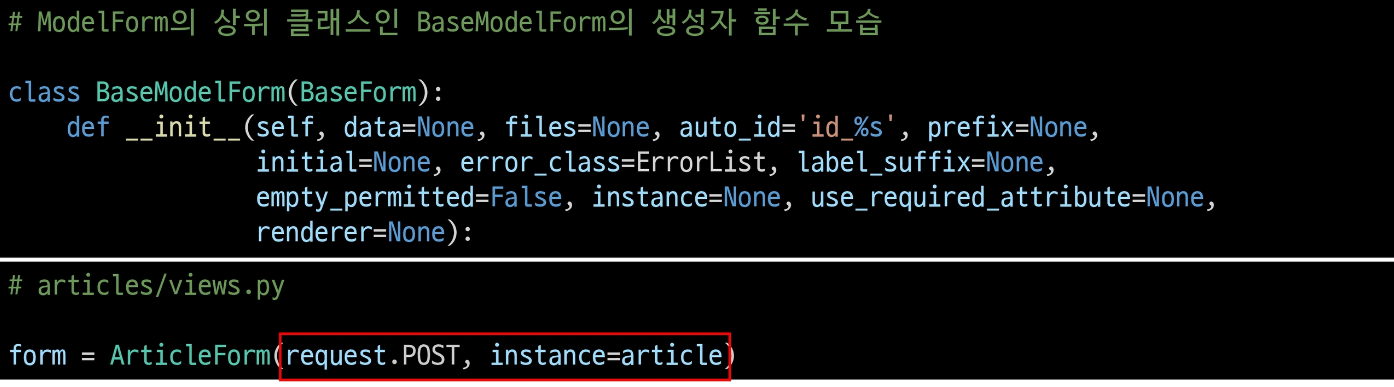 # ModelForm의 상위 클래스인 BaseModelForm의 생성자 함수 모습
class BaseModelForm(BaseForm):
    def __init__(self, data=None, files=None, auto_id='id_%s', prefix=None,
                 initial=None, error_class=ErrorList, label_suffix=None,
                 empty_permitted=False, instance=None, use_required_attribute=None,
                 renderer=None):
# articles/views.py
form = ArticleForm(request.POST, instance=article)